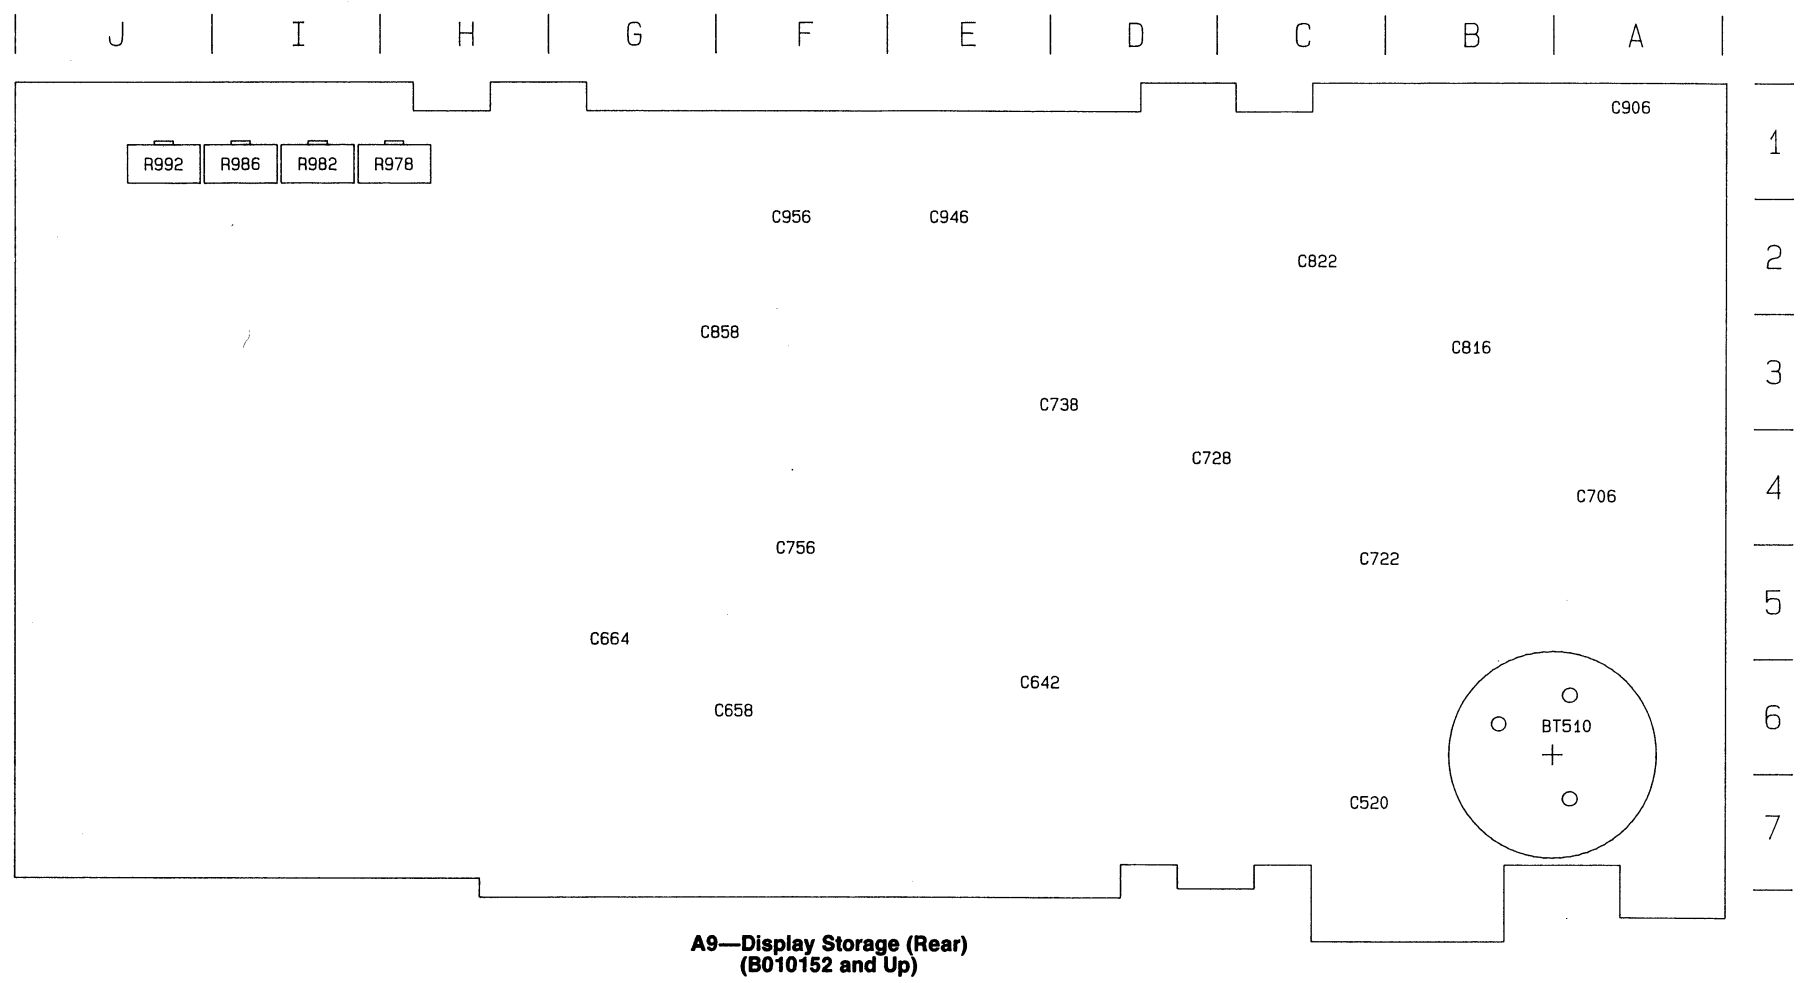 J I H G F E D C B A
C906
1
R992 R986 R982 R978
C956 C946
C822 2
C858
C816
3
C738
C728
4
C706
C756
C722
5
C664
C642
C658
6
BT510
C520
7
A9—Display Storage (Rear)
(B010152 and Up)